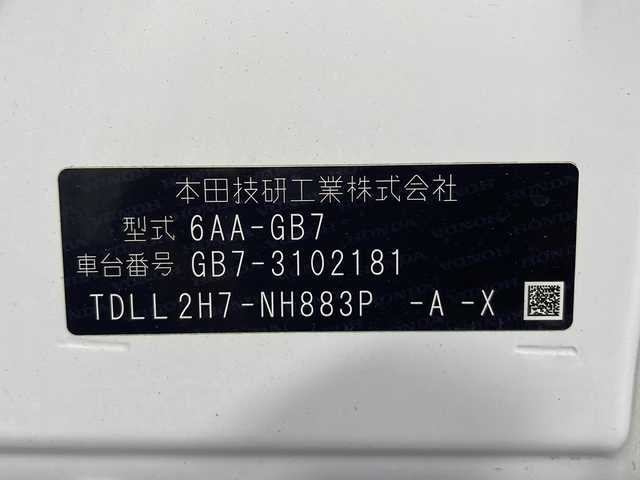 本田技研工業株式会社
型式 6AA-GB7
車台番号 GB7-3102181
TDLL2H7-NH883P -A-X